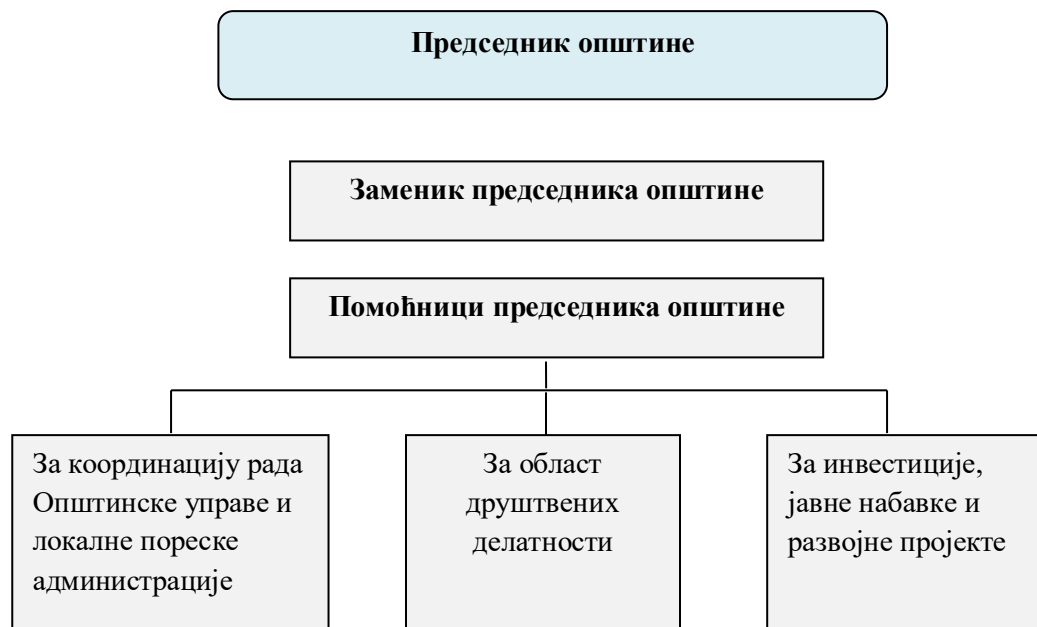 Председник општине
Заменик председника општине
Помоћници председника општине
За координацију рада
Општинске управе и
локалне пореске
администрације
За област
друштвених
делатности
За инвестиције,
јавне набавке и
развојне пројекте